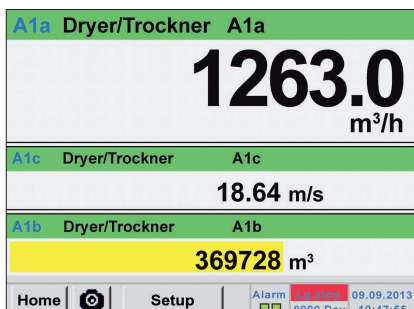 A1a Dryer/Trockner A1a
1263.0
m³/h
A1c Dryer/Trockner A1c
18.64 m/s
A1b Dryer/Trockner A1b
369728 m³
Home Setup Alarm 09.09.2013